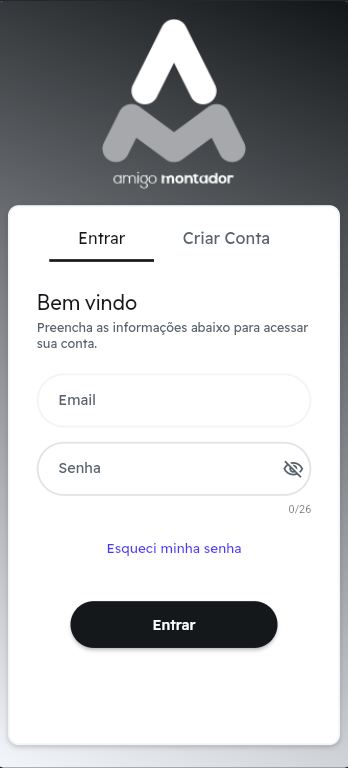 amigo montador
Entrar
Criar Conta
Bem vindo
Preencha as informações abaixo para acessar
sua conta.
Email
Senha
0/26
Esqueci minha senha
Entrar